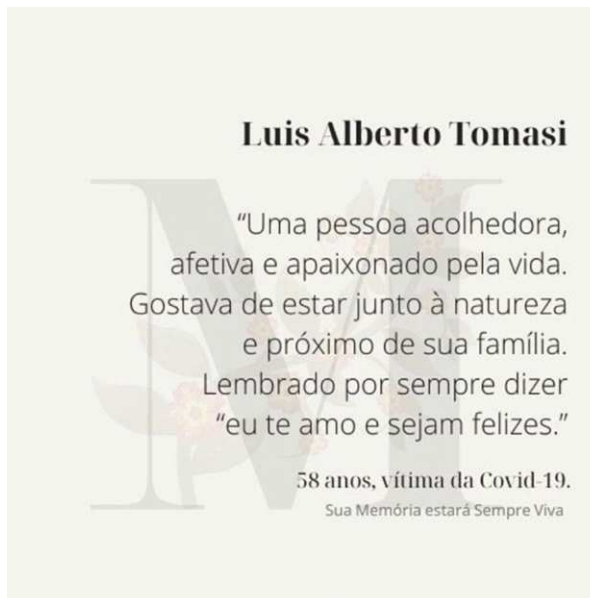 Luis Alberto Tomasi
“Uma pessoa acolhedora,
afetiva e apaixonado pela vida.
Gostava de estar junto à natureza
e próximo de sua família.
Lembrado por sempre dizer
“eu te amo e sejam felizes.”
58 anos, vítima da Covid-19.
Sua Memória estará Sempre Viva
M